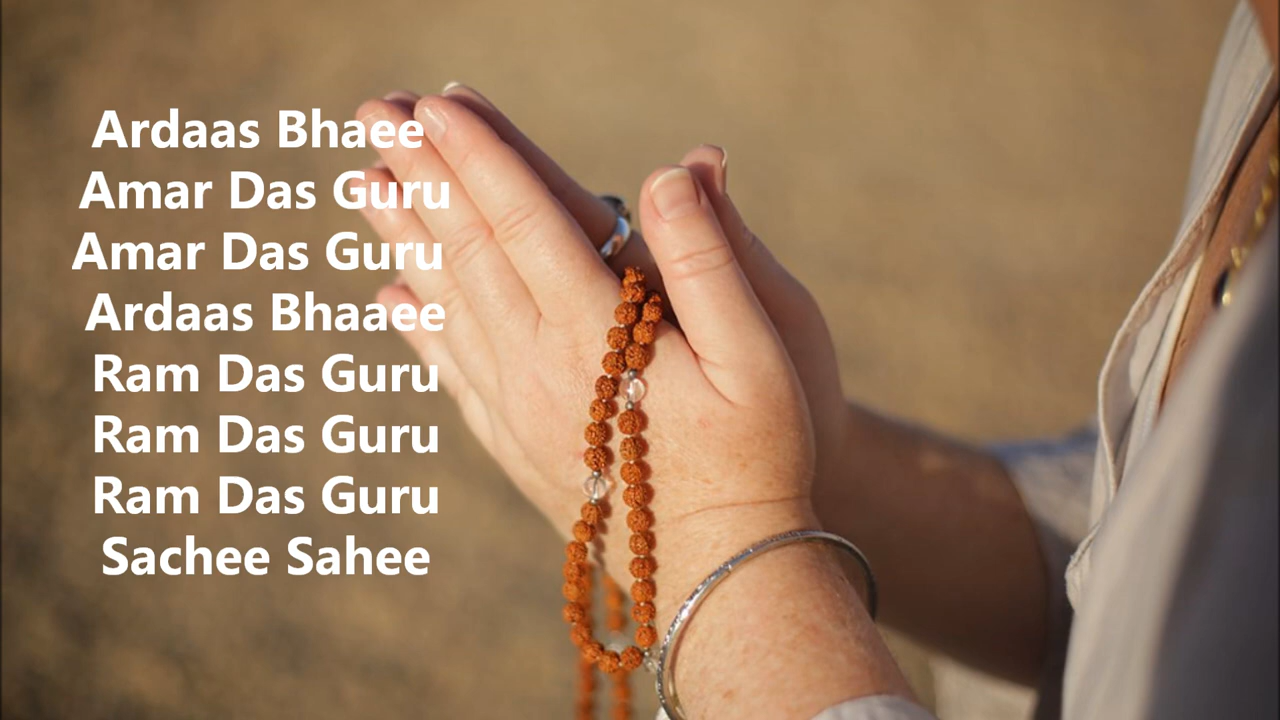 Ardaas Bhaee
Amar Das Guru
Amar Das Guru
Ardaas Bhaaee
Ram Das Guru
Ram Das Guru
Ram Das Guru
Sachee Sahee